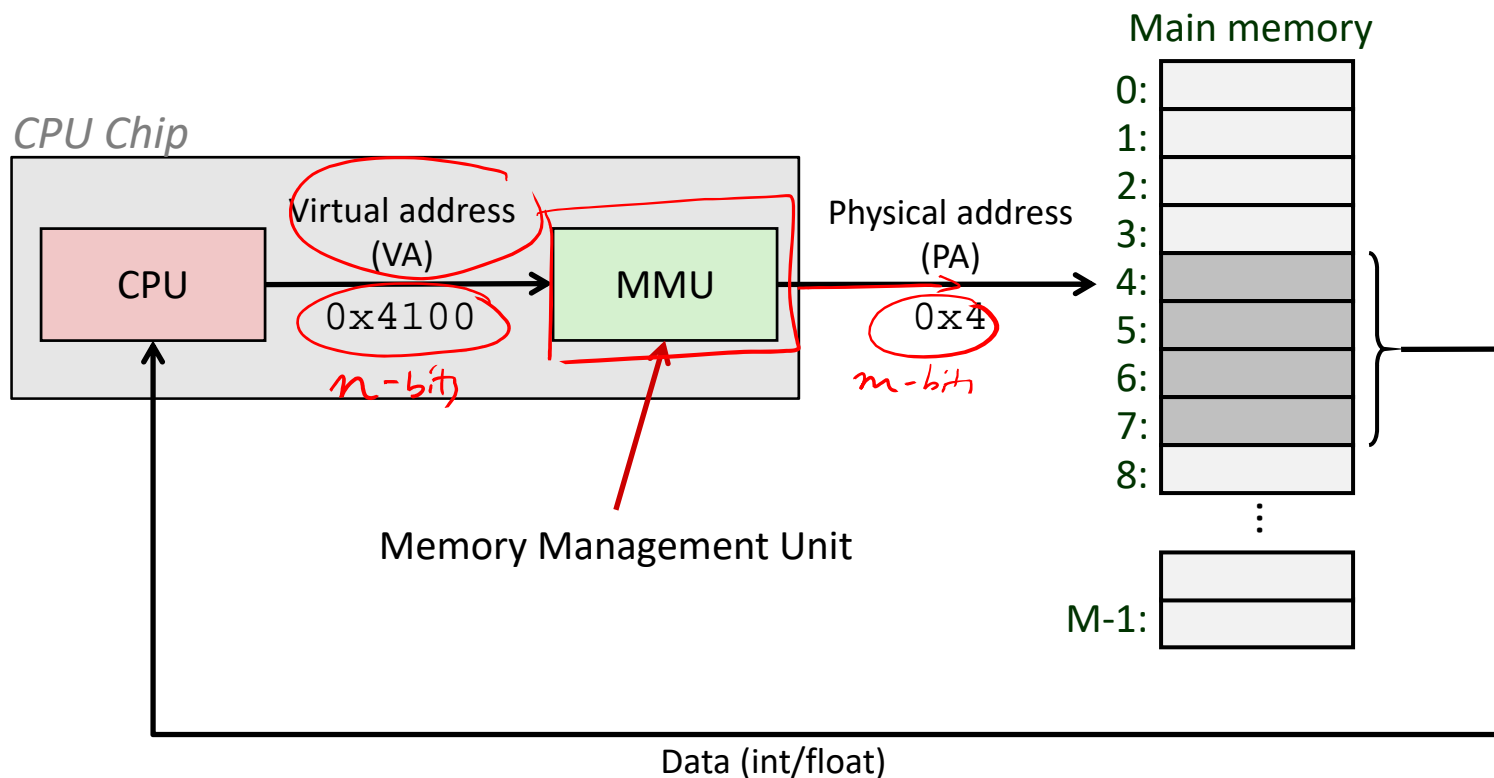 Main memory
CPU Chip
0:
1:
2:
3:
4:
5:
6:
7:
8:
⋮
M-1:
Virtual address
(VA)
Physical address
(PA)
CPU
MMU
0x4100
0x4
n-bits
m-bits
Memory Management Unit
Data (int/float)